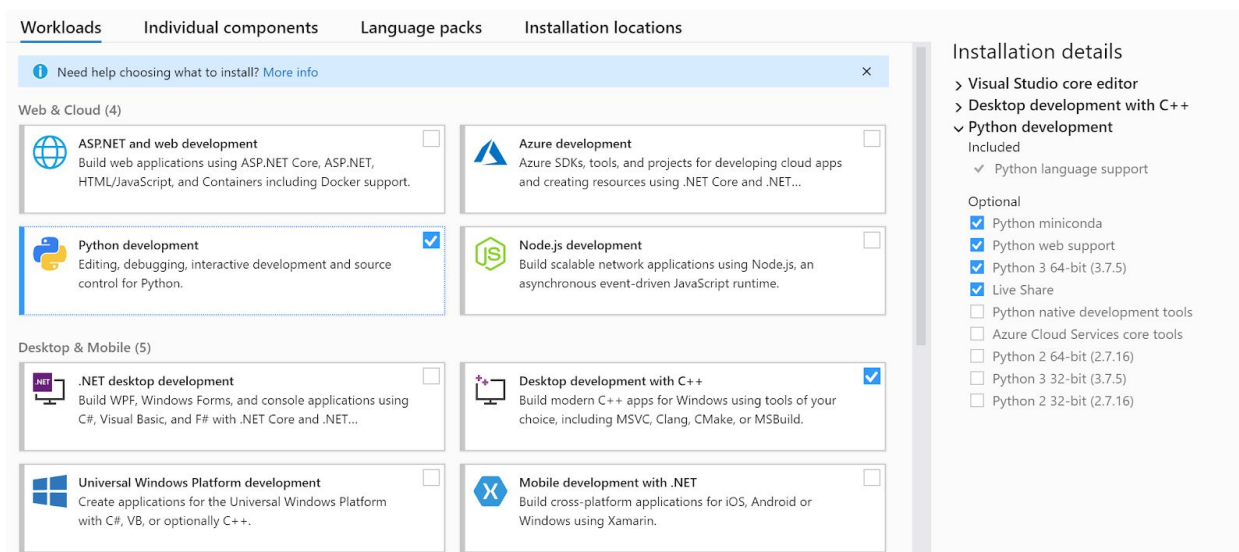 Workloads Individual components Language packs Installation locations
Need help choosing what to install? More info
Web & Cloud (4)
ASP.NET and web development
Build web applications using ASP.NET Core, ASP.NET,
HTML/JavaScript, and Containers including Docker support.
Azure development
Azure SDKs, tools, and projects for developing cloud apps
and creating resources using .NET Core and .NET...
Python development
Editing, debugging, interactive development and source
control for Python.
JS
Node.js development
Build scalable network applications using Node.js, an
asynchronous event-driven JavaScript runtime.
Desktop & Mobile (5)
.NET
.NET desktop development
Build WPF, Windows Forms, and console applications using
C#, Visual Basic, and F# with .NET Core and .NET...
Desktop development with C++
Build modern C++ apps for Windows using tools of your
choice, including MSVC, Clang, CMake, or MSBuild.
Universal Windows Platform development
Create applications for the Universal Windows Platform
with C#, VB, or optionally C++.
Mobile development with .NET
Build cross-platform applications for iOS, Android or
Windows using Xamarin.
Installation details
Visual Studio core editor
Desktop development with C++
Python development
Included
Python language support
Optional
Python miniconda
Python web support
Python 3 64-bit (3.7.5)
Live Share
Python native development tools
Azure Cloud Services core tools
Python 2 64-bit (2.7.16)
Python 3 32-bit (3.7.5)
Python 2 32-bit (2.7.16)